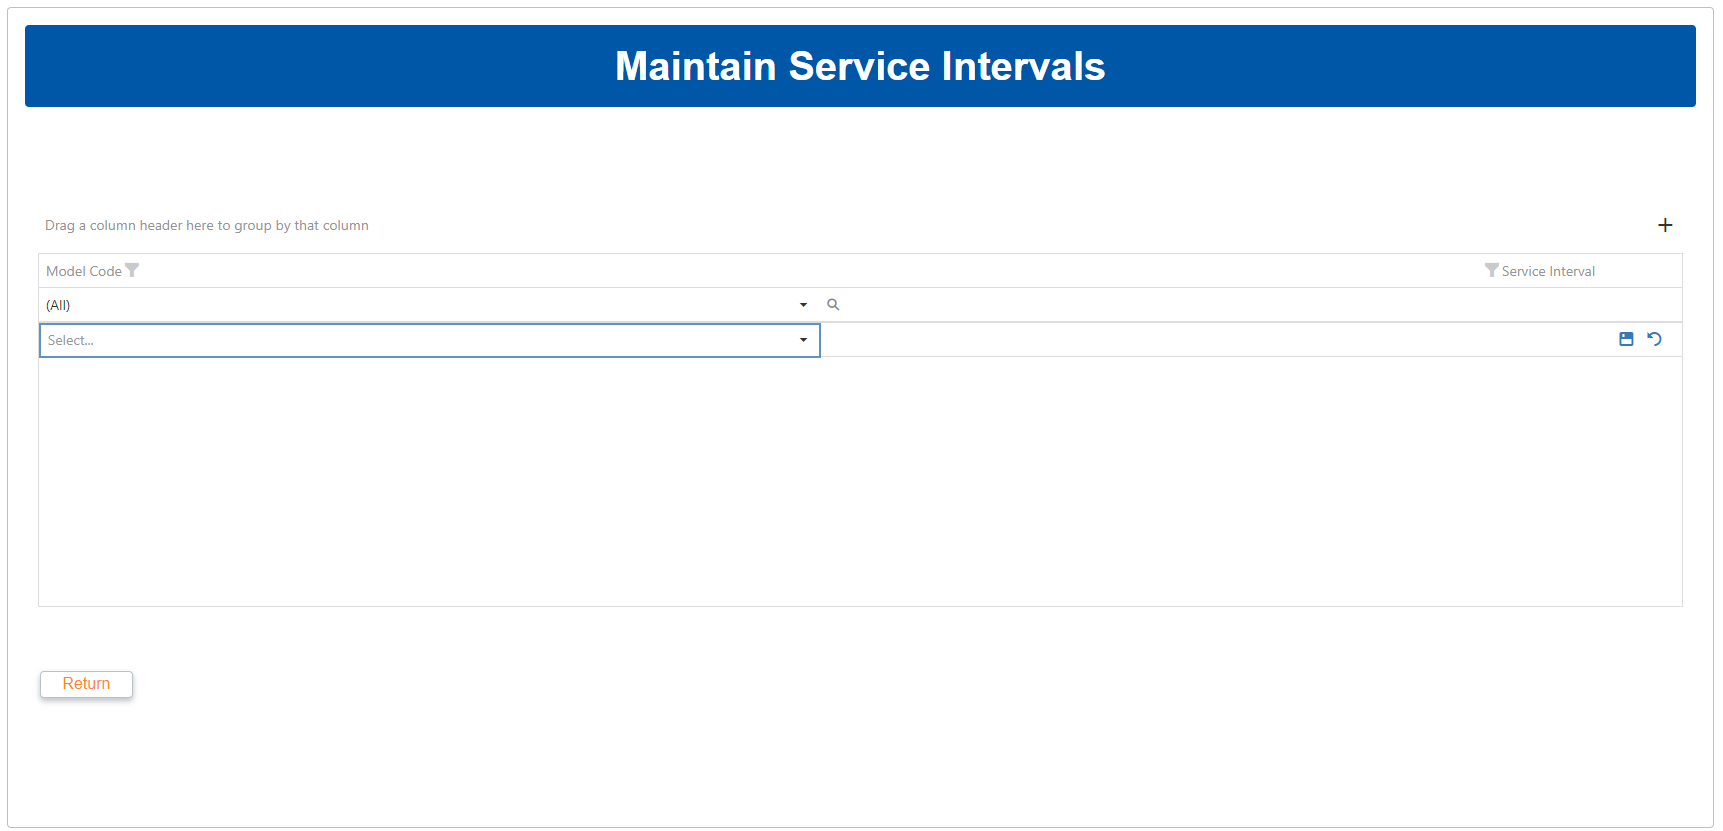 Maintain Service Intervals
Drag a column header here to group by that column
Model Code Service Interval
(All)
Select...
Return